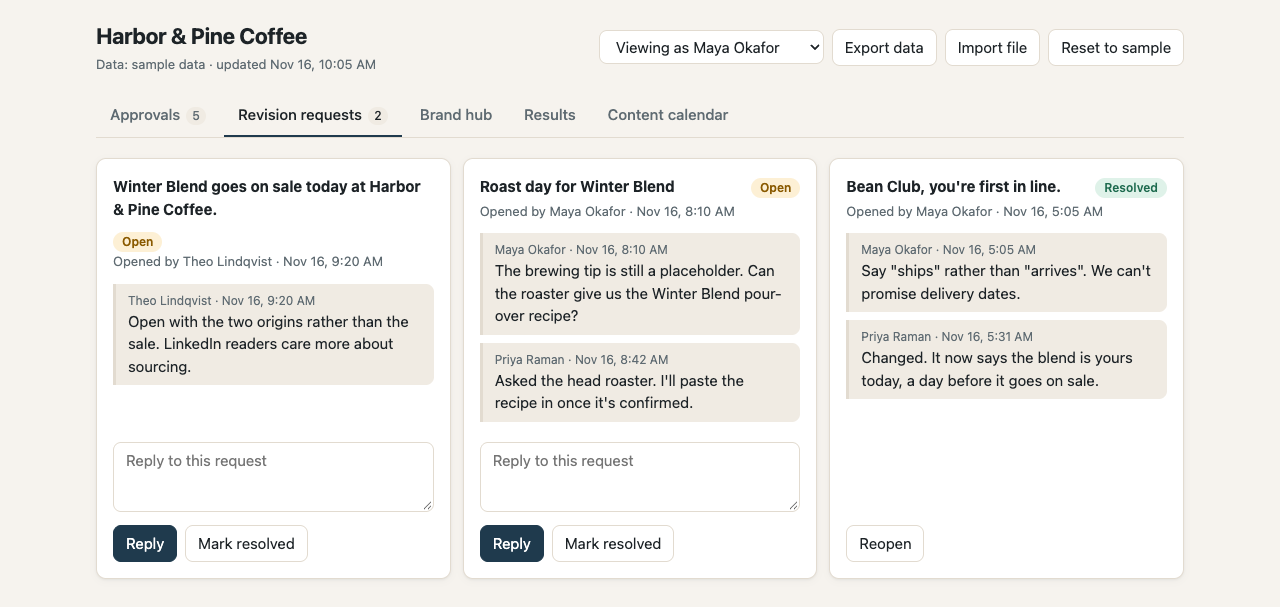 Harbor & Pine Coffee
Data: sample data · updated Nov 16, 10:05 AM
Viewing as Maya Okafor
Export data
Import file
Reset to sample
Approvals 5
Revision requests 2
Brand hub
Results
Content calendar
Winter Blend goes on sale today at Harbor
& Pine Coffee.
Open
Opened by Theo Lindqvist · Nov 16, 9:20 AM
Theo Lindqvist · Nov 16, 9:20 AM
Open with the two origins rather than the
sale. LinkedIn readers care more about
sourcing.
Reply to this request
Reply
Mark resolved
Roast day for Winter Blend
Open
Opened by Maya Okafor · Nov 16, 8:10 AM
Maya Okafor · Nov 16, 8:10 AM
The brewing tip is still a placeholder. Can
the roaster give us the Winter Blend pour-
over recipe?
Priya Raman · Nov 16, 8:42 AM
Asked the head roaster. I'll paste the
recipe in once it's confirmed.
Reply to this request
Reply
Mark resolved
Bean Club, you're first in line.
Resolved
Opened by Maya Okafor · Nov 16, 5:05 AM
Maya Okafor · Nov 16, 5:05 AM
Say "ships" rather than "arrives". We can't
promise delivery dates.
Priya Raman · Nov 16, 5:31 AM
Changed. It now says the blend is yours
today, a day before it goes on sale.
Reopen